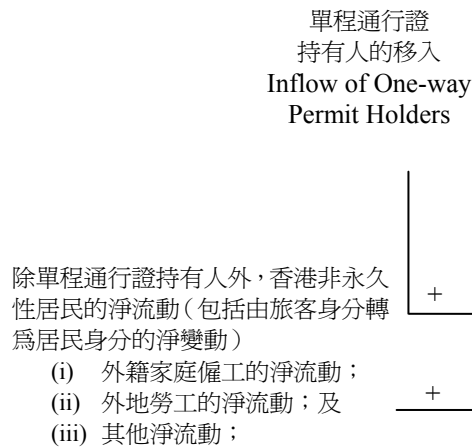 單程通行證
持有人的移入
Inflow of One-way
Permit Holders
除單程通行證持有人外，香港非永久
性居民的淨流動（包括由旅客身分轉
為居民身分的淨變動）
(i) 外籍家庭僱工的淨流動；
(ii) 外地勞工的淨流動；及
(iii) 其他淨流動；
+
+